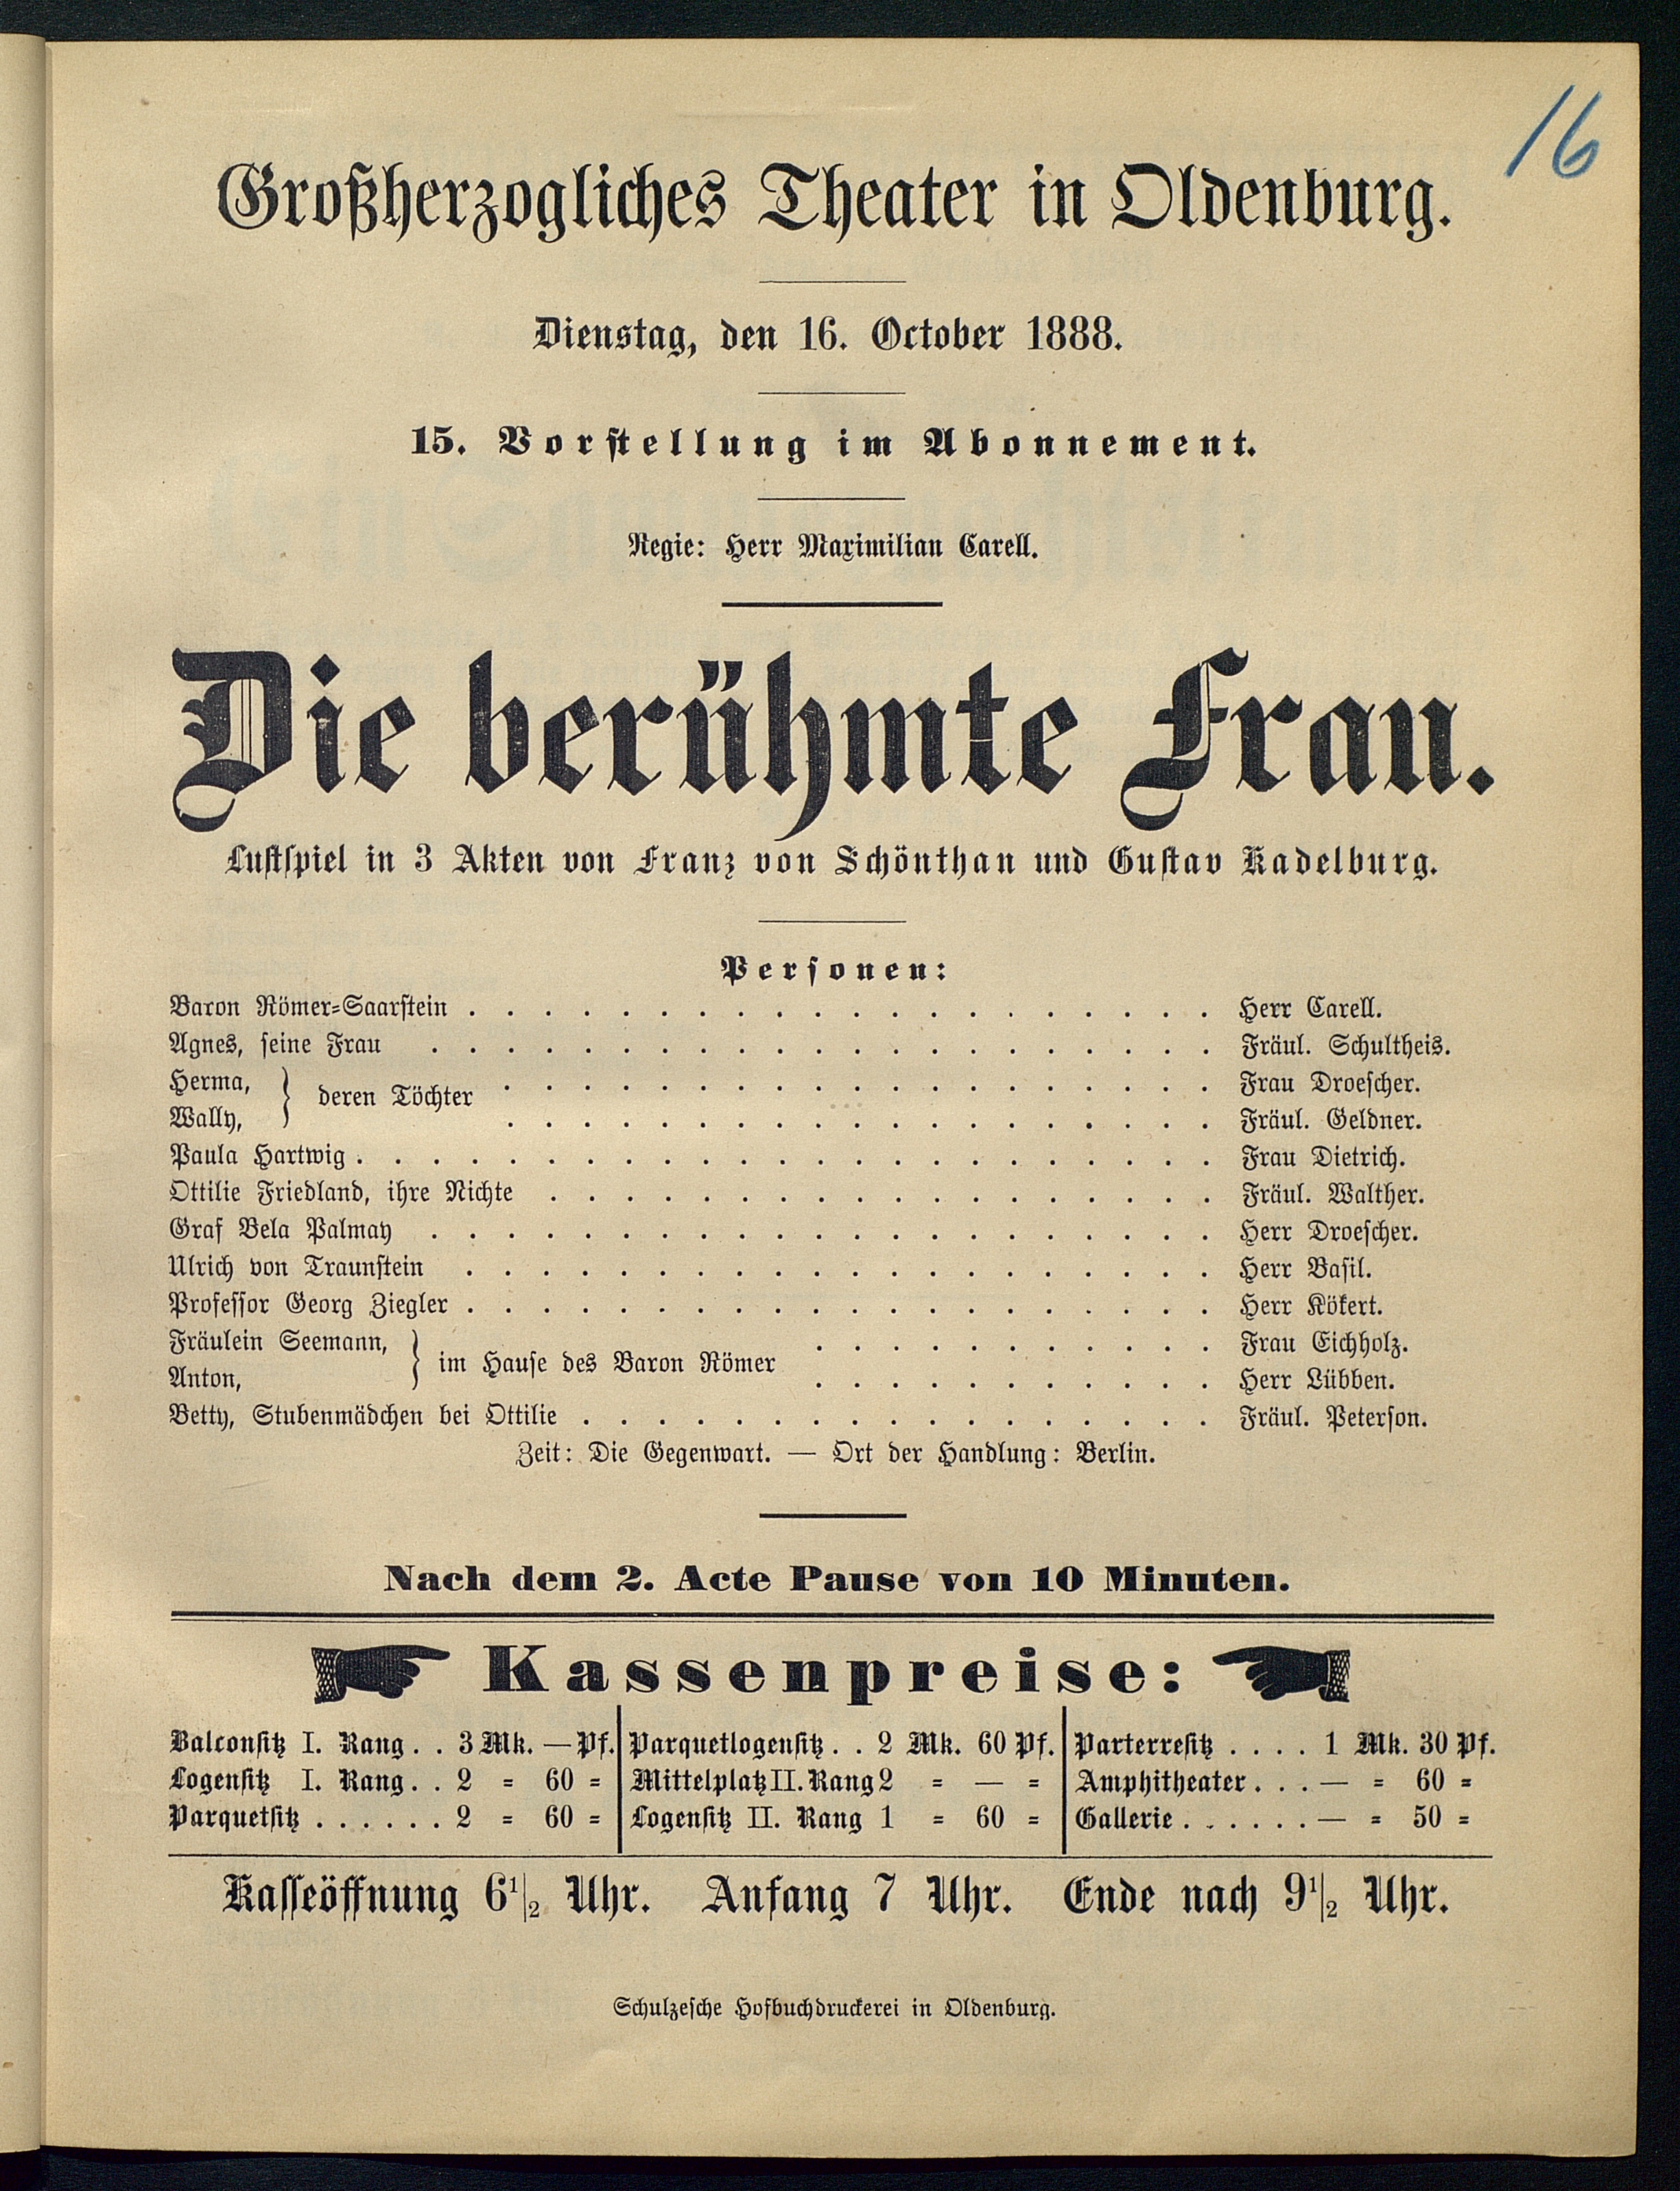 16
Großherzogliches Theater in Oldenburg.
Dienstag, den 16. October 1888.
15. Vorstellung im Abonnement.
Regie: Herr Maximilian Carell.
Die berühmte Frau.
Lustspiel in 3 Akten von Franz von Schönthan und Gustav Kadelburg.
Personen:
Baron Römer-Saarstein . . . . . . . . . . . . . . . . . . . . Herr Carell.
Agnes, seine Frau . . . . . . . . . . . . . . . . . . . . . Fräul. Schultheis.
Herma, } deren Töchter . . . . . . . . . . . . . . . . . . . Frau Droescher.
Wally, . . . . . . . . . . . . . . . . . . . Fräul. Geldner.
Paula Hartwig . . . . . . . . . . . . . . . . . . . . . . . Frau Dietrich.
Ottilie Friedland, ihre Nichte . . . . . . . . . . . . . . . . . . Fräul. Walther.
Graf Bela Palmay . . . . . . . . . . . . . . . . . . . . . Herr Droescher.
Ulrich von Traunstein . . . . . . . . . . . . . . . . . . . . Herr Basil.
Professor Georg Ziegler . . . . . . . . . . . . . . . . . . . . Herr Kökert.
Fräulein Seemann, } im Hause des Baron Römer . . . . . . . . . . . Frau Eichholz.
Anton, . . . . . . . . . . . Herr Lübben.
Betty, Stubenmädchen bei Ottilie . . . . . . . . . . . . . . . . . Fräul. Peterson.
Zeit: Die Gegenwart. — Ort der Handlung: Berlin.
Nach dem 2. Acte Pause von 10 Minuten.
Kassenpreise:
Balconsitz I. Rang . . 3 Mk. — Pf. Parquetlogensitz . . 2 Mk. 60 Pf. Parterresitz . . . . 1 Mk. 30 Pf.
Logensitz I. Rang . . 2 = 60 = Mittelplatz II. Rang 2 = — = Amphitheater . . . — = 60 =
Parquetsitz . . . . . . 2 = 60 = Logensitz II. Rang 1 = 60 = Gallerie . . . . . . — = 50 =
Kasseöffnung 6 1/2 Uhr. Anfang 7 Uhr. Ende nach 9 1/2 Uhr.
Schulzesche Hofbuchdruckerei in Oldenburg.